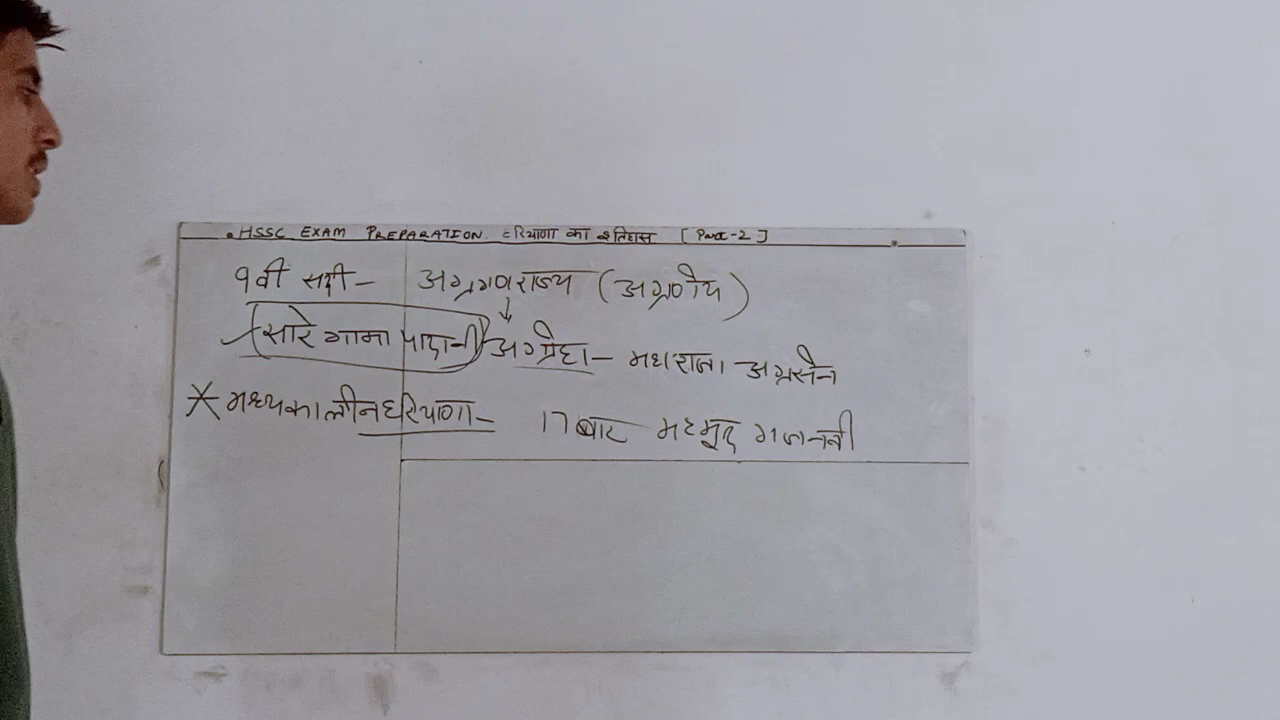 HSSC EXAM PREPARATION. हरियाणा का इतिहास [Part-2]
9वी सदी – अग्रगणराज्य (अग्रणीय)
↓
(सारे गामा पादानी) अग्रोहा – महाराजा अग्रसेन
* मध्यकालीन हरियाणा – 17 बार महमूद गजनवी